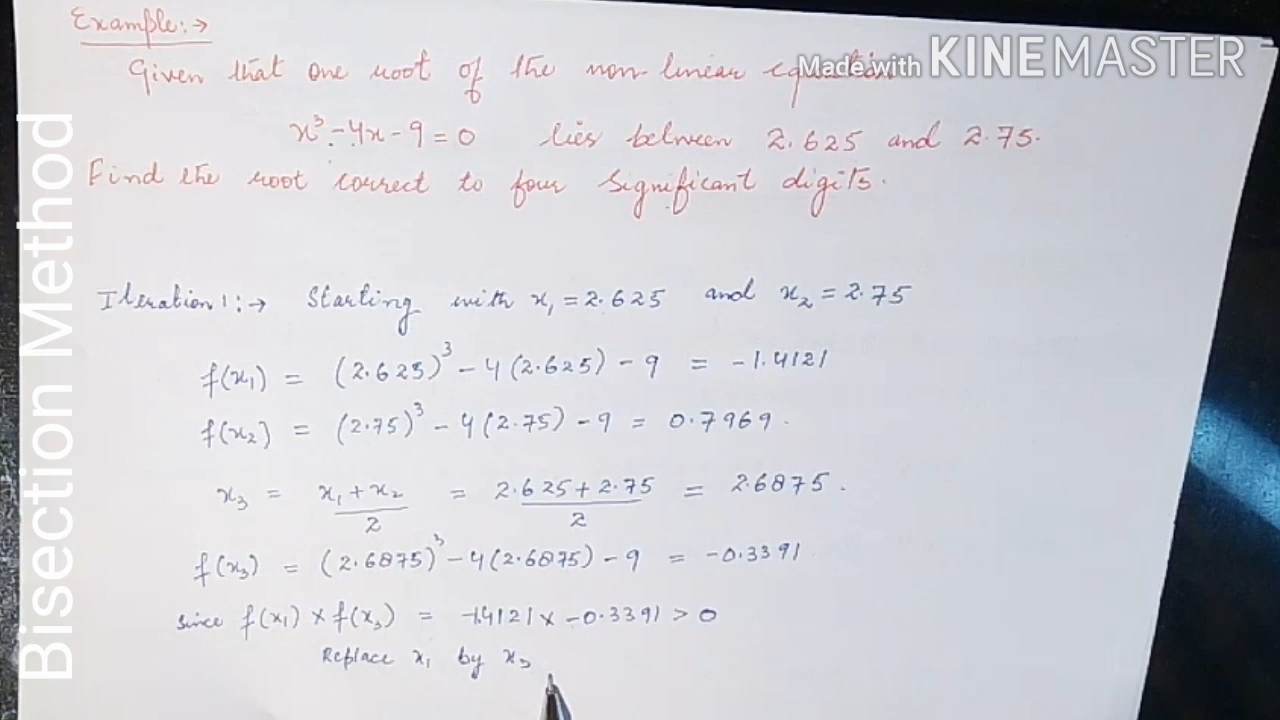 Example:→
Given that one root of the non-linear equation
Made with KINEMASTER
x³ - 4x - 9 = 0 lies between 2.625 and 2.75.
Find the root correct to four significant digits.
Iteration 1:→ Starting with x₁ = 2.625 and x₂ = 2.75
f(x₁) = (2.625)³ - 4(2.625) - 9 = -1.4121
f(x₂) = (2.75)³ - 4(2.75) - 9 = 0.7969.
x₃ = x₁ + x₂ / 2 = 2.625 + 2.75 / 2 = 2.6875.
f(x₃) = (2.6875)³ - 4(2.6875) - 9 = -0.3391
since f(x₁) × f(x₃) = -1.4121 × -0.3391 > 0
Replace x₁ by x₃
Bisection Method